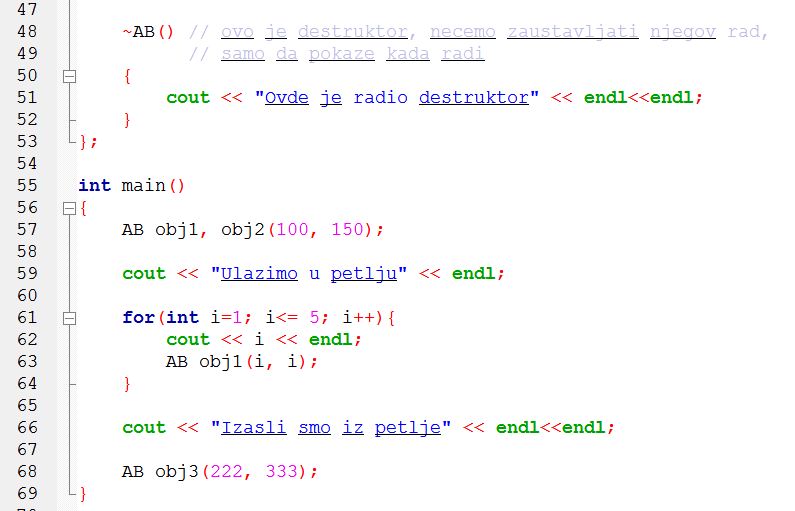 47
48 ~AB() // ovo je destruktor, necemo zaustavljati njegov rad,
49 // samo da pokaze kada radi
50 {
51 cout << "Ovde je radio destruktor" << endl<<endl;
52 }
53 };
54
55 int main()
56 {
57 AB obj1, obj2(100, 150);
58
59 cout << "Ulazimo u petlju" << endl;
60
61 for(int i=1; i<= 5; i++){
62 cout << i << endl;
63 AB obj1(i, i);
64 }
65
66 cout << "Izasli smo iz petlje" << endl<<endl;
67
68 AB obj3(222, 333);
69 }